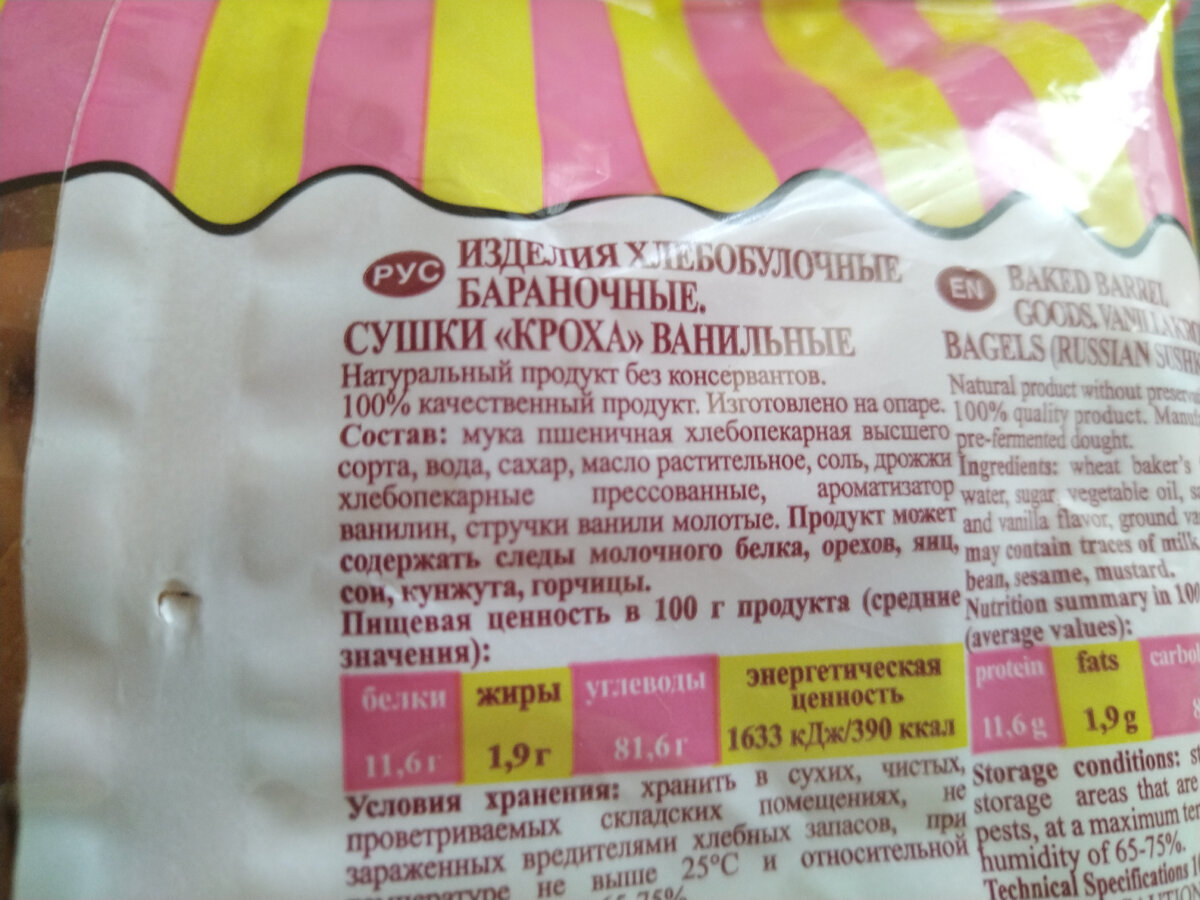 РУС
ИЗДЕЛИЯ ХЛЕБОБУЛОЧНЫЕ
БАРАНОЧНЫЕ.
СУШКИ «КРОХА» ВАНИЛЬНЫЕ
Натуральный продукт без консервантов.
100% качественный продукт. Изготовлено на опаре.
Состав: мука пшеничная хлебопекарная высшего
сорта, вода, сахар, масло растительное, соль, дрожжи
хлебопекарные прессованные, ароматизатор
ванилин, стручки ванили молотые. Продукт может
содержать следы молочного белка, орехов, яиц,
сои, кунжута, горчицы.
Пищевая ценность в 100 г продукта (средние
значения):
белки жиры углеводы энергетическая
ценность
11,6 г 1,9 г 81,6 г 1633 кДж/390 ккал
Условия хранения: хранить в сухих, чистых,
проветриваемых складских помещениях, не
зараженных вредителями хлебных запасов, при
температуре не выше 25°С и относительной
65-75%
EN
BAKED BARREL
GOODS. VANILLA
BAGELS (RUSSIAN
Natural product without
100% quality product.
pre-fermented dought.
Ingredients: wheat baker's
water, sugar, vegetable oil,
and vanilla flavor, ground
may contain traces of milk
bean, sesame, mustard.
Nutrition summary in 100
(average values):
protein fats
11,6 g 1,9 g
Storage conditions:
storage areas that are
pests, at a maximum
humidity of 65-75%.
Technical Specifications